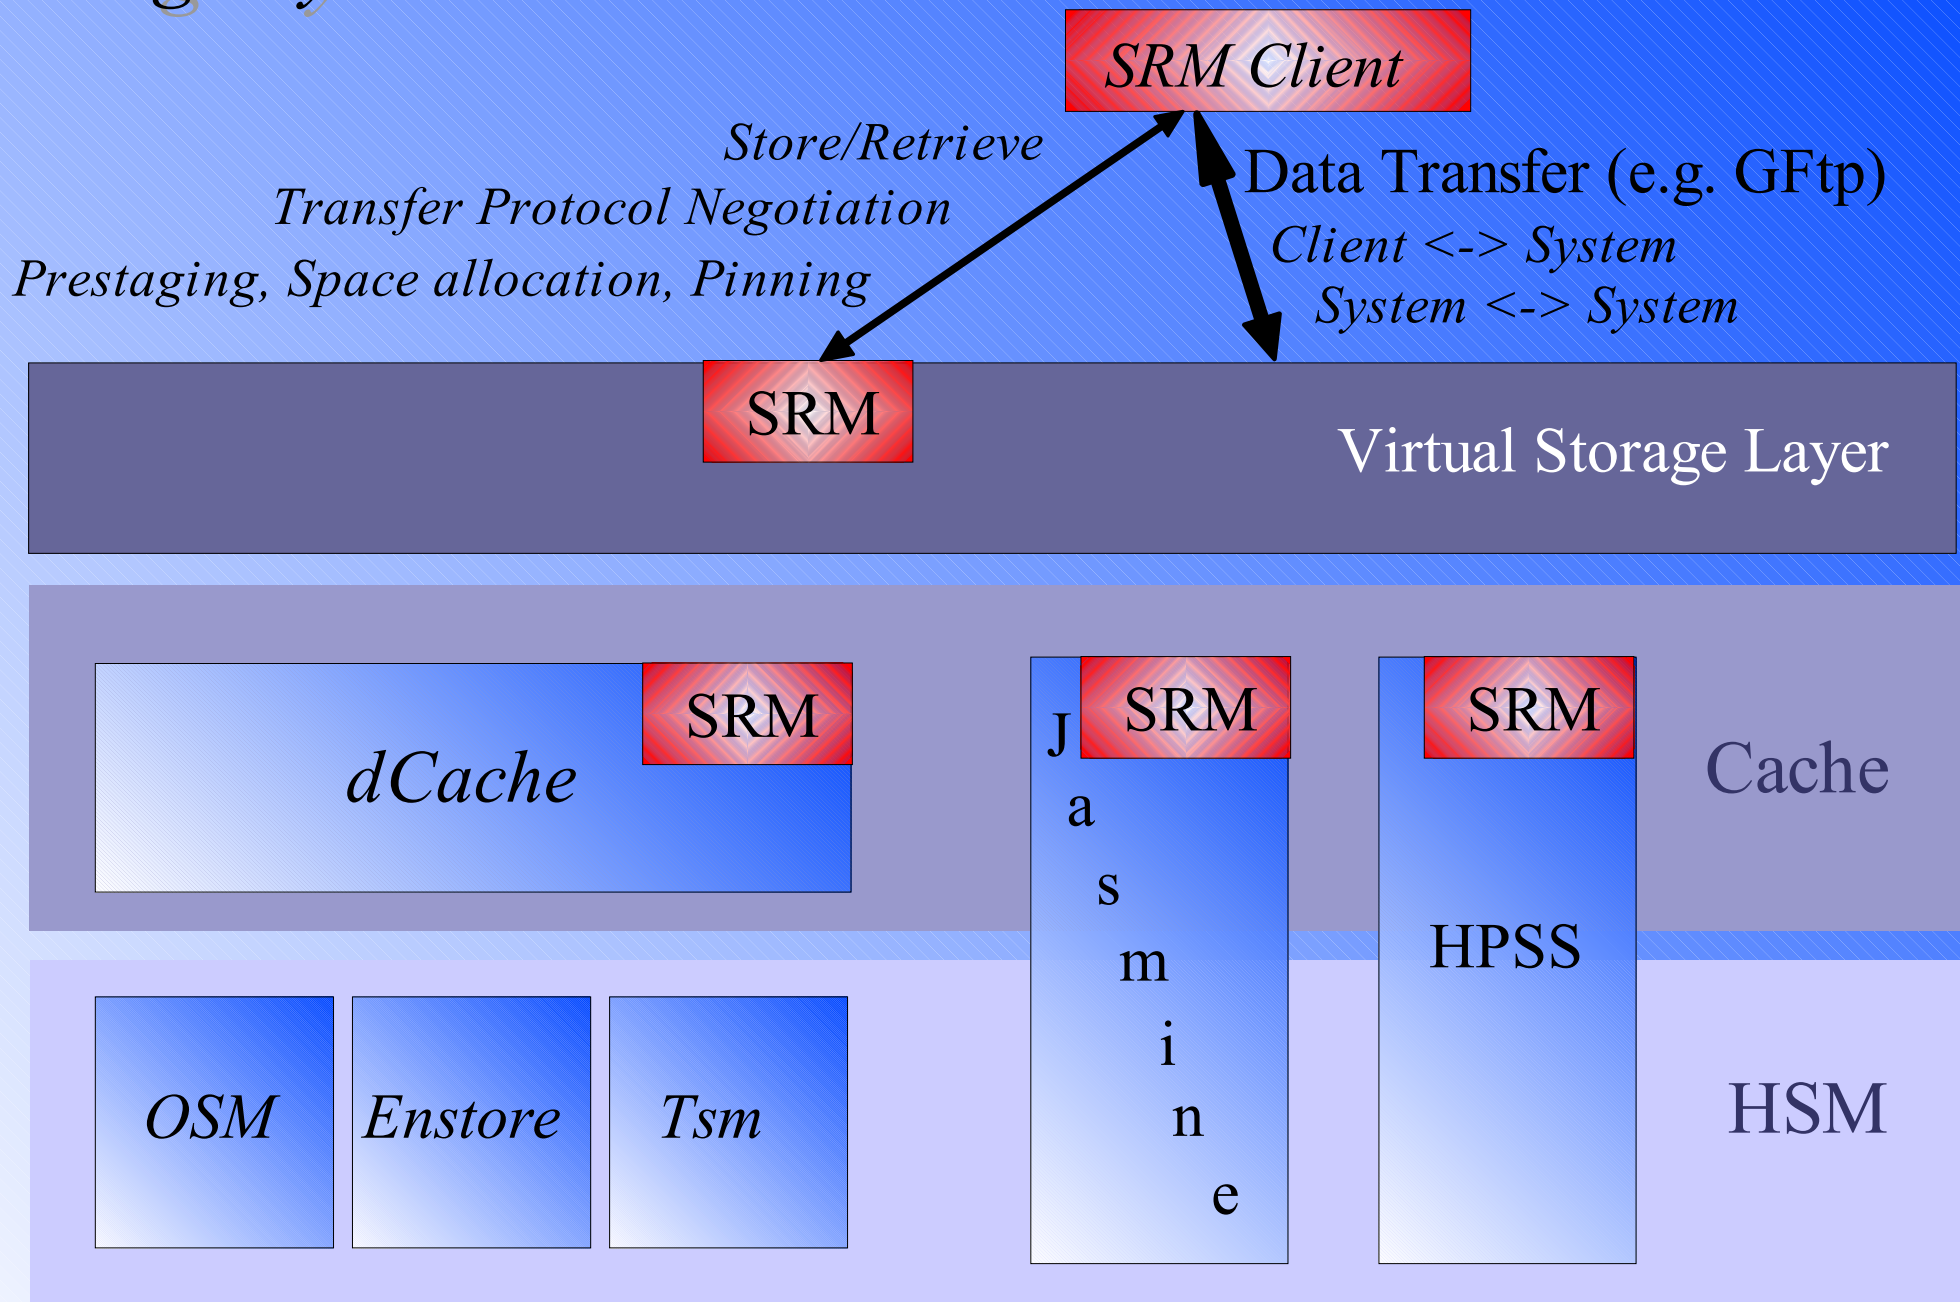 SRM Client
Store/Retrieve
Transfer Protocol Negotiation
Prestaging, Space allocation, Pinning
Data Transfer (e.g. GFtp)
Client <-> System
System <-> System
SRM
Virtual Storage Layer
SRM
dCache
SRM
Jasmine
SRM
HPSS
Cache
OSM
Enstore
Tsm
HSM